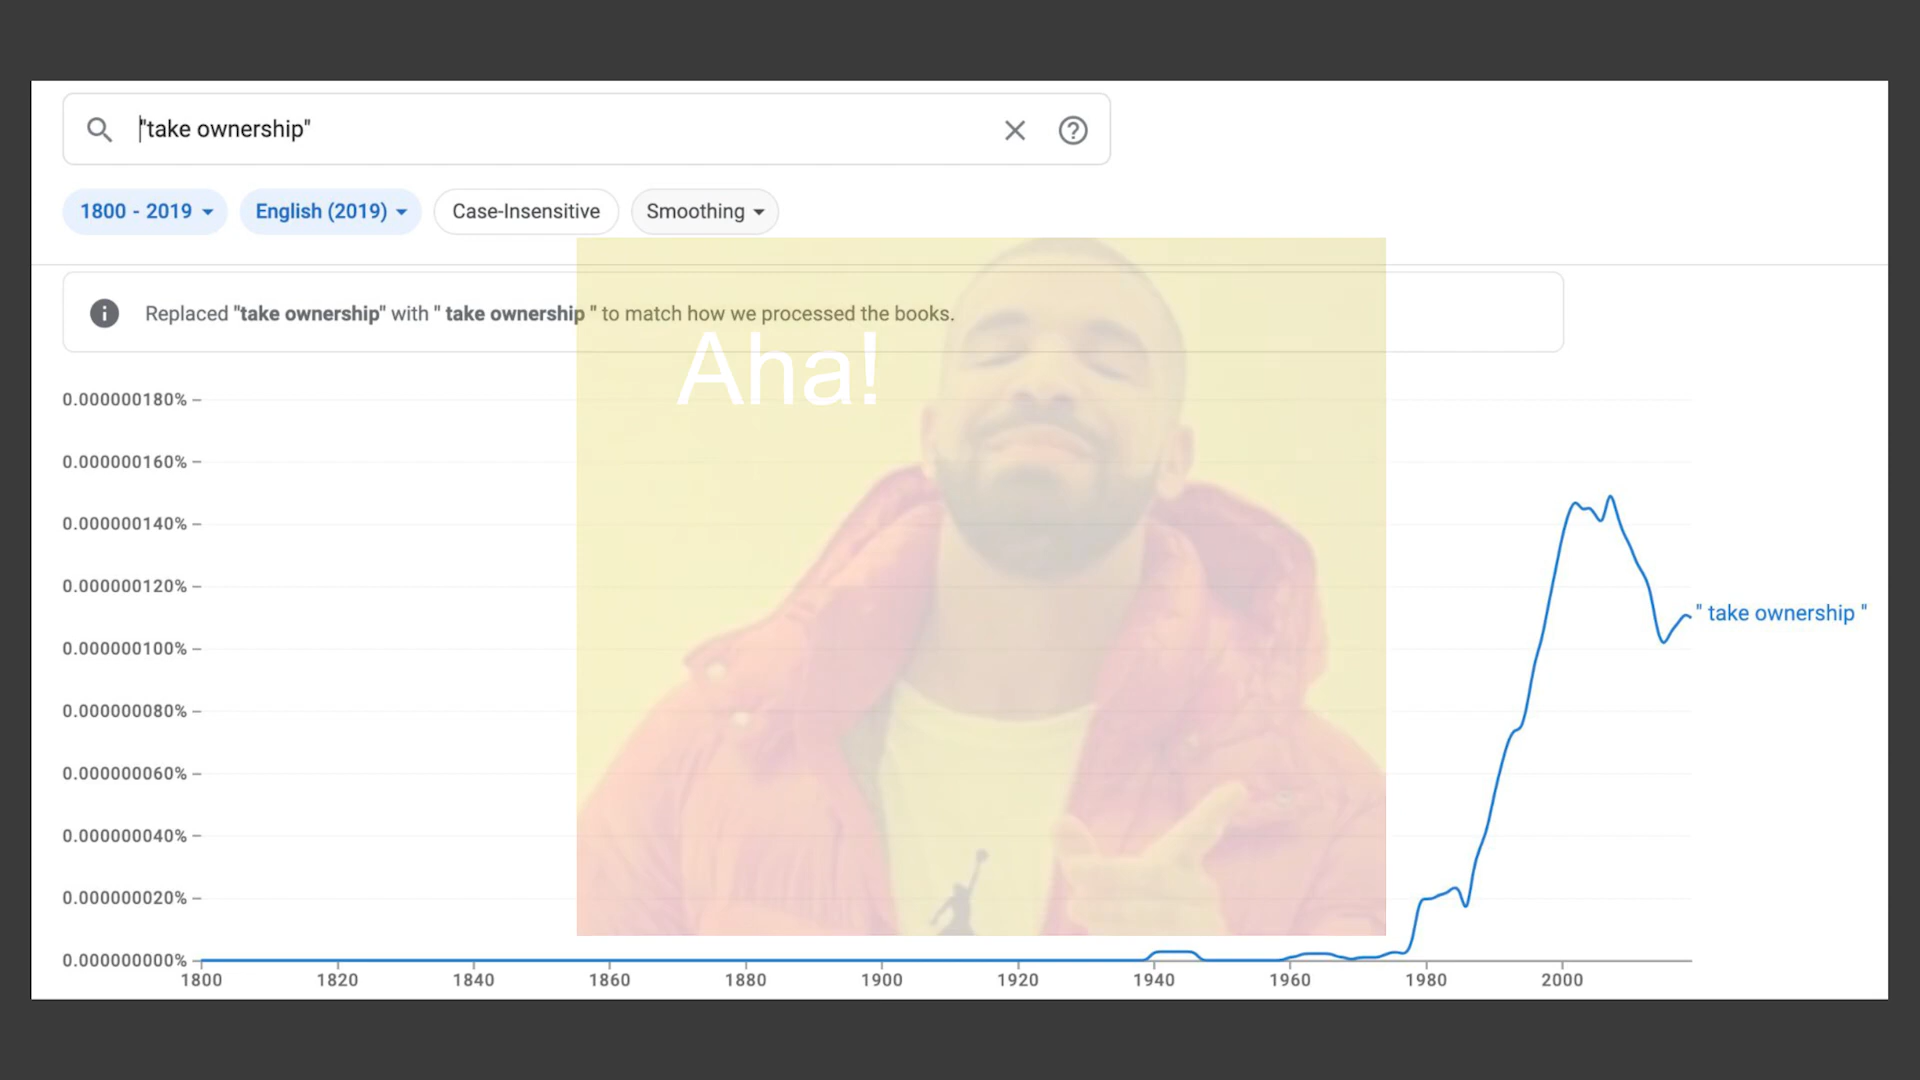 "take ownership"
1800 - 2019 English (2019) Case-Insensitive Smoothing
Replaced "take ownership" with " take ownership " to match how we processed the books.
Aha!
0.000000180%
0.000000160%
0.000000140%
0.000000120%
" take ownership "
0.000000100%
0.000000080%
0.000000060%
0.000000040%
0.000000020%
0.000000000%
1800 1820 1840 1860 1880 1900 1920 1940 1960 1980 2000